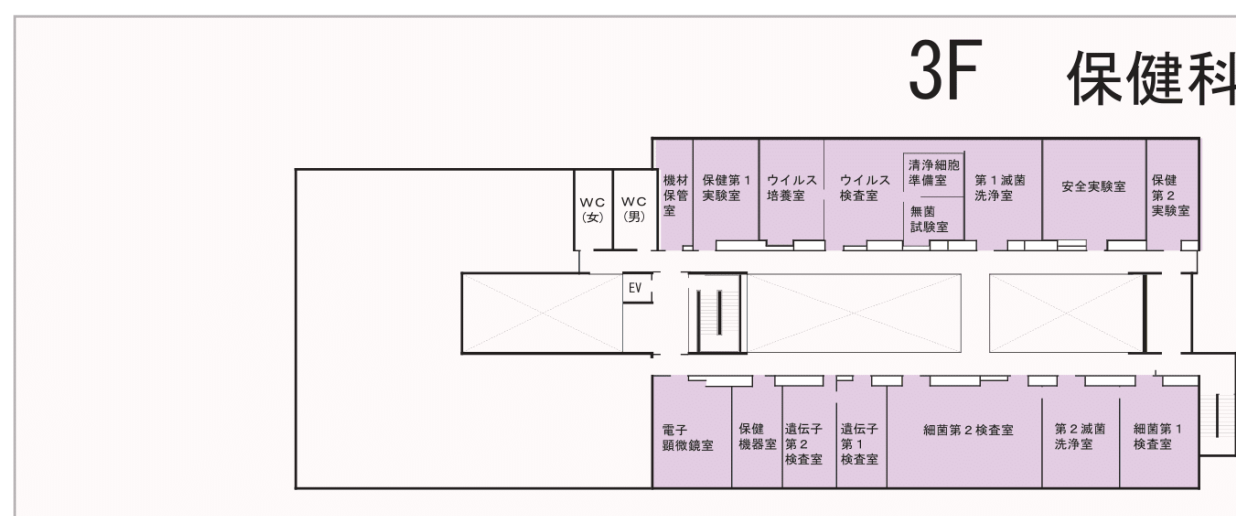 3F 保健科
WC
(女)
WC
(男)
機材
保管
室
保健第1
実験室
ウイルス
培養室
ウイルス
検査室
清浄細胞
準備室
無菌
試験室
第1滅菌
洗浄室
安全実験室
保健
第2
実験室
EV
電子
顕微鏡室
保健
機器室
遺伝子
第2
検査室
遺伝子
第1
検査室
細菌第2検査室
第2滅菌
洗浄室
細菌第1
検査室